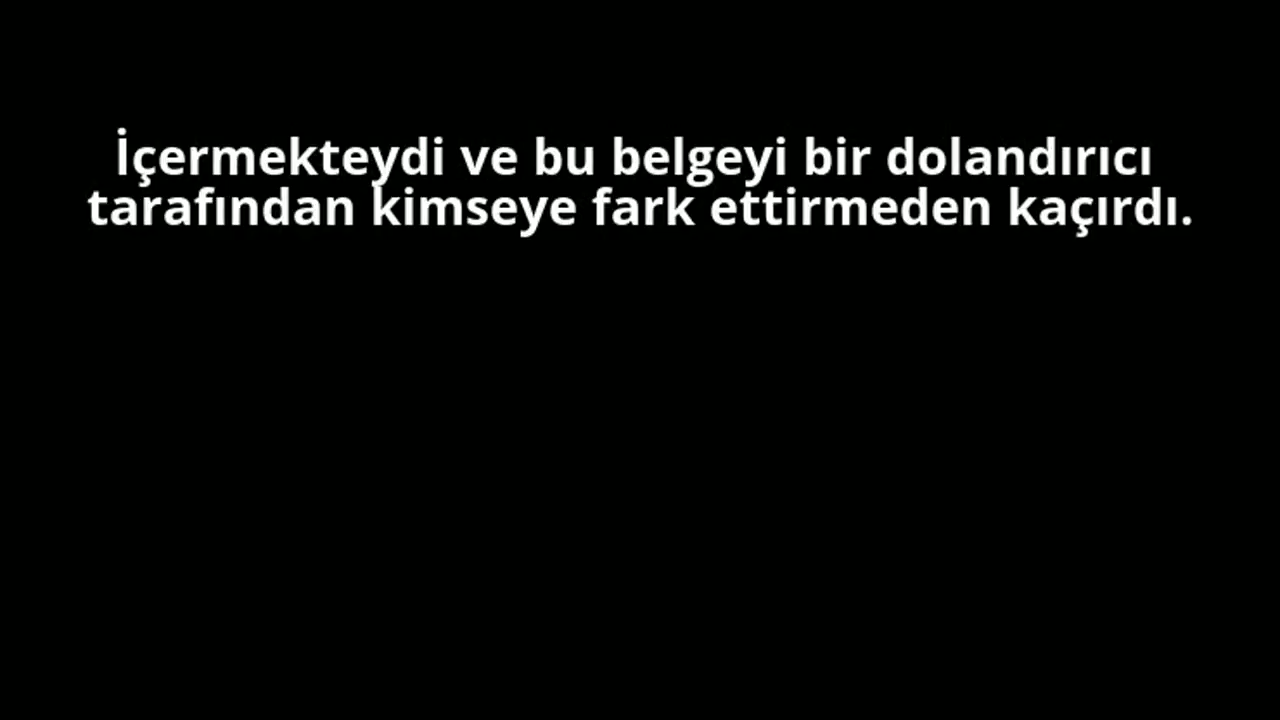 İçermekteydi ve bu belgeyi bir dolandırıcı
tarafından kimseye fark ettirmeden kaçırdı.